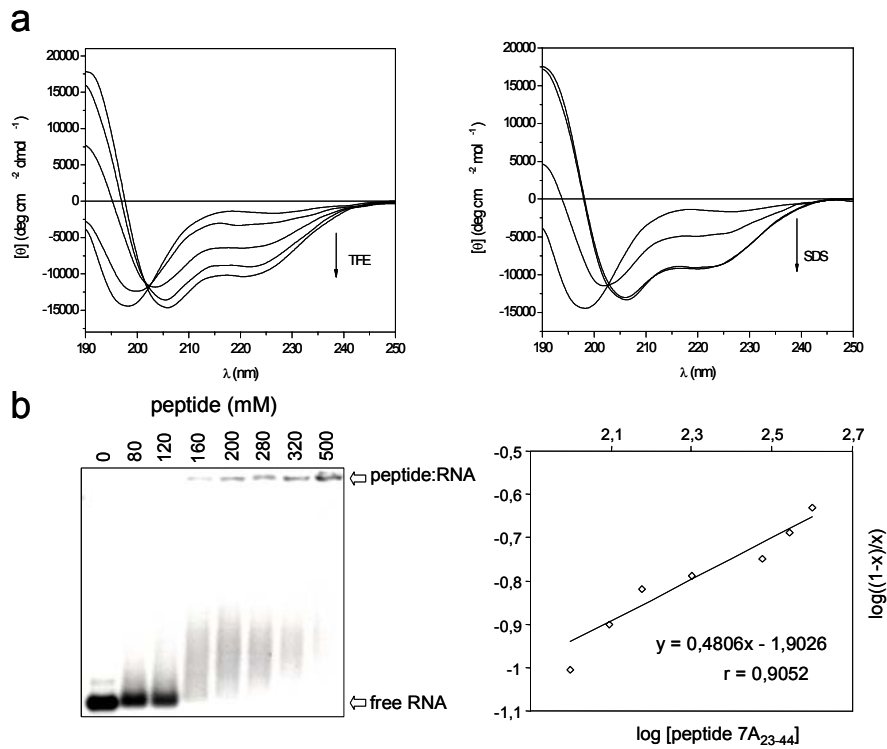 a
20000
15000
10000
5000
0
-5000
-10000
-15000
[θ] (deg cm -2 dmol -1)
TFE
190 200 210 220 230 240 250
λ (nm)
20000
15000
10000
5000
0
-5000
-10000
-15000
[θ] (deg cm -2 mol -1)
SDS
190 200 210 220 230 240 250
λ (nm)
b
peptide (mM)
0 80 120 160 200 280 320 500
peptide:RNA
free RNA
2,1 2,3 2,5 2,7
-0,5
-0,6
-0,7
-0,8
-0,9
-1
-1,1
log((1-x)/x)
y = 0,4806x - 1,9026
r = 0,9052
log [peptide 7A23-44]